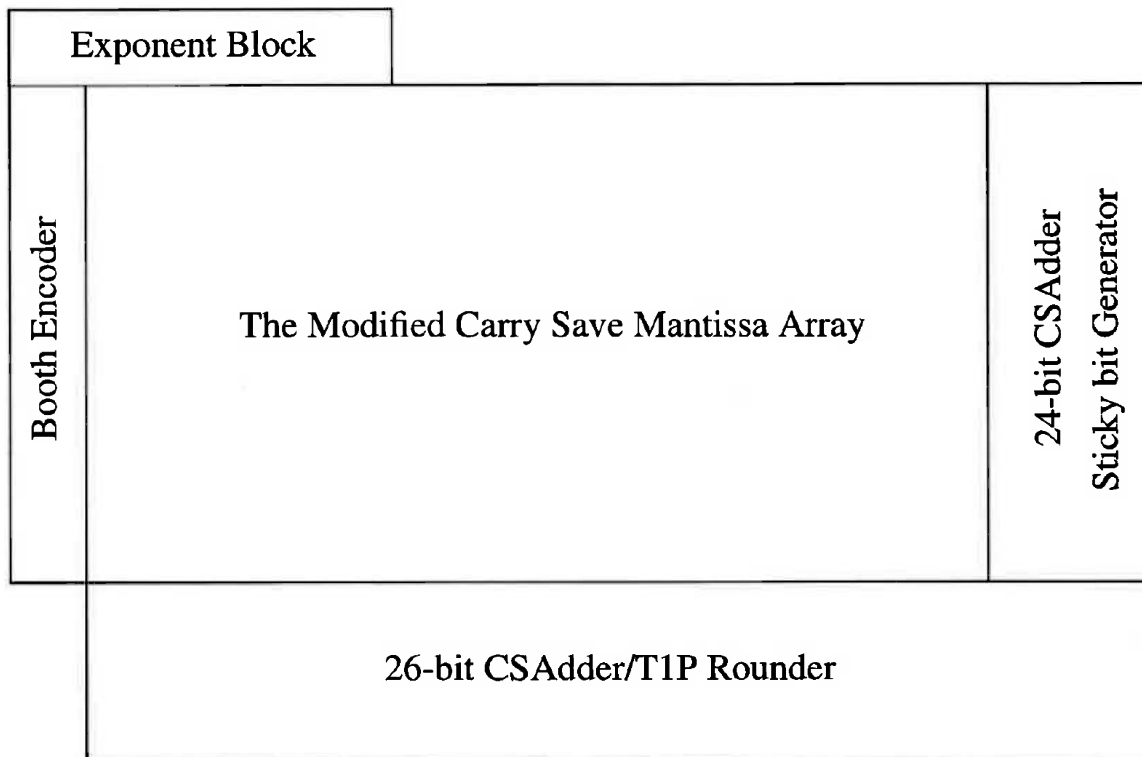 Exponent Block
Booth Encoder
The Modified Carry Save Mantissa Array
24-bit CSAdder
Sticky bit Generator
26-bit CSAdder/T1P Rounder